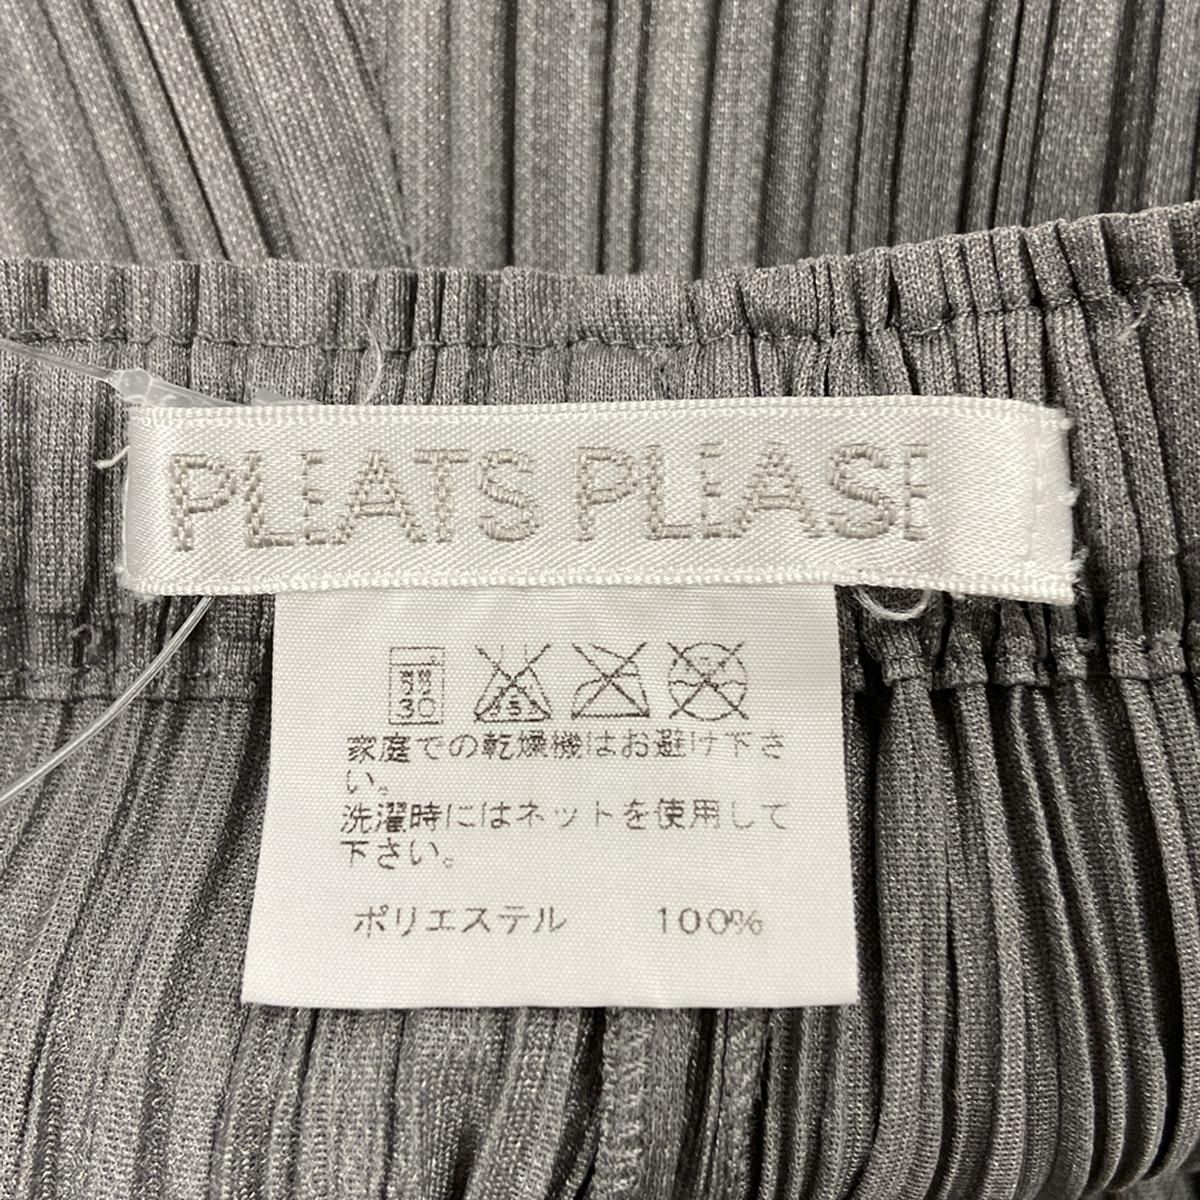 PLEATS PLEASE
30
家庭での乾燥機はお避け下さ
い。
洗濯時にはネットを使用して
下さい。
ポリエステル 100%